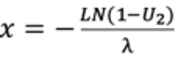 x = − LN(1−U₂) / λ